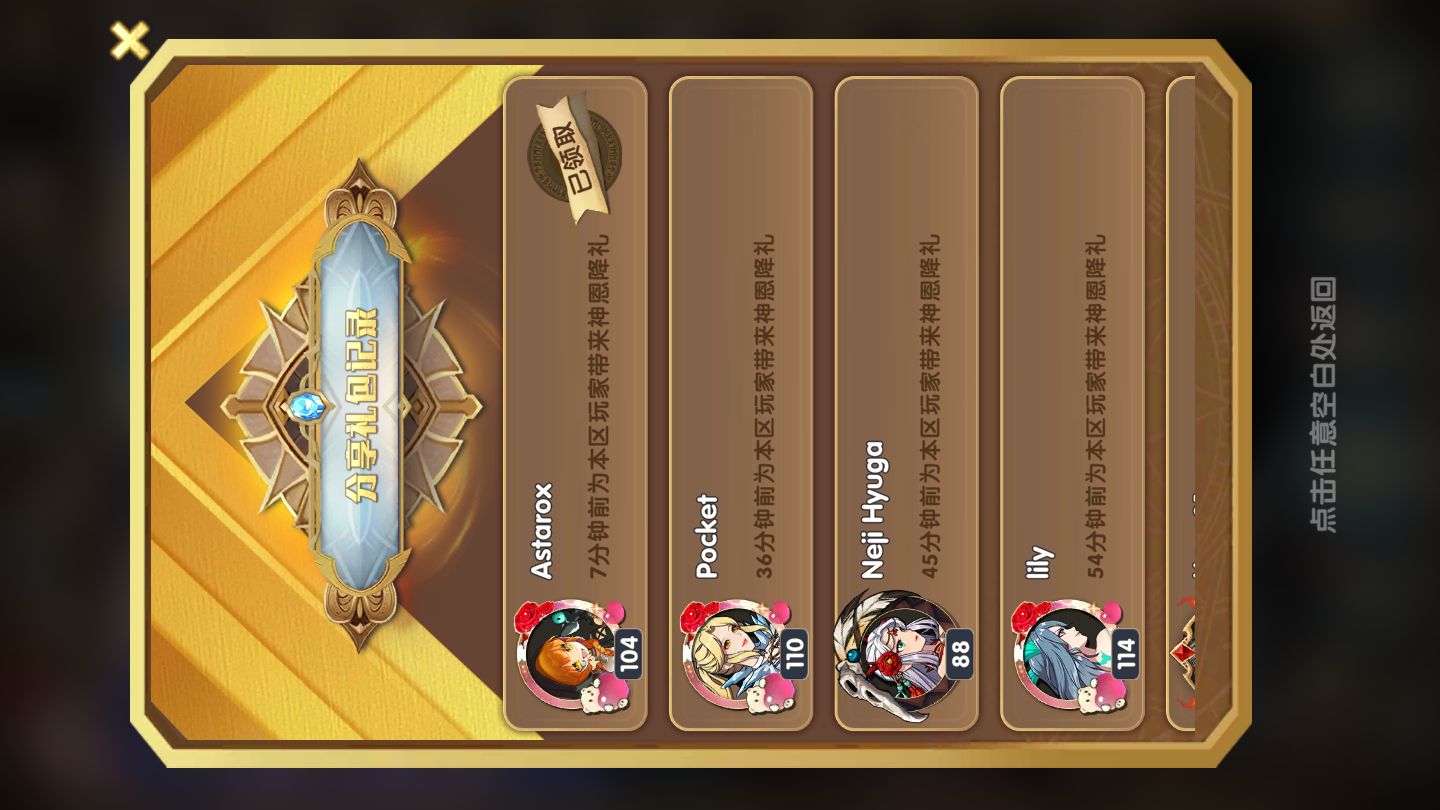 分享礼包记录
Astarox
7分钟前为本区玩家带来神恩降礼
已领取
104
Pocket
36分钟前为本区玩家带来神恩降礼
110
Neji Hyuga
45分钟前为本区玩家带来神恩降礼
88
lily
54分钟前为本区玩家带来神恩降礼
114
点击任意空白处返回